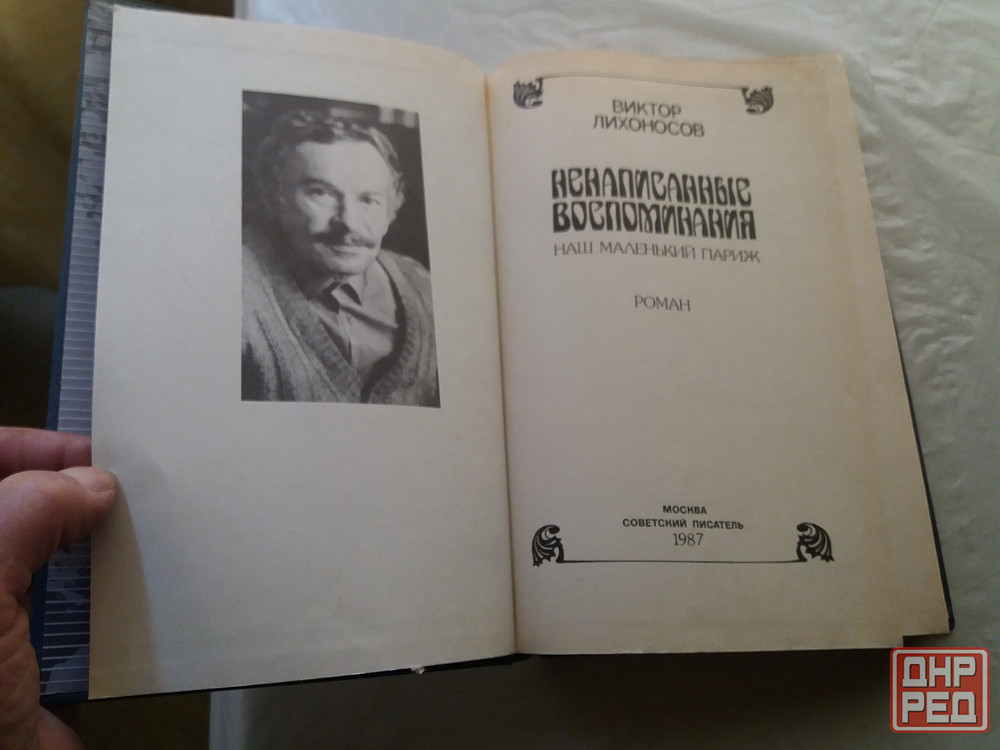 ВИКТОР
ЛИХОНОСОВ
НЕНАПИСАННЫЕ
ВОСПОМИНАНИЯ
НАШ МАЛЕНЬКИЙ ПАРИЖ
РОМАН
МОСКВА
СОВЕТСКИЙ ПИСАТЕЛЬ
1987
ДНР
РЕД